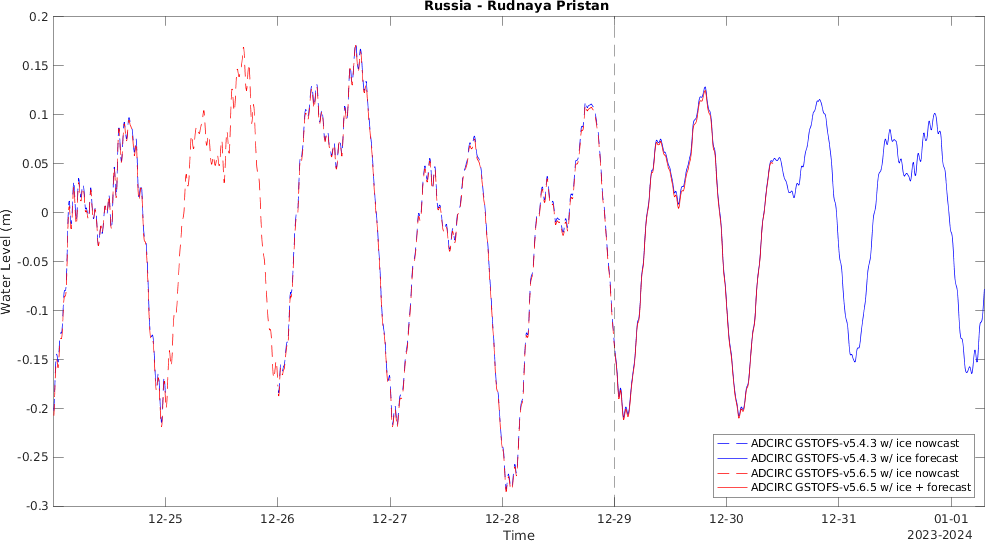 Russia - Rudnaya Pristan
0.2
0.15
0.1
0.05
0
-0.05
-0.1
-0.15
-0.2
-0.25
-0.3
Water Level (m)
12-25
12-26
12-27
12-28
12-29
12-30
12-31
01-01
Time
2023-2024
ADCIRC GSTOFS-v5.4.3 w/ ice nowcast
ADCIRC GSTOFS-v5.4.3 w/ ice forecast
ADCIRC GSTOFS-v5.6.5 w/ ice nowcast
ADCIRC GSTOFS-v5.6.5 w/ ice + forecast